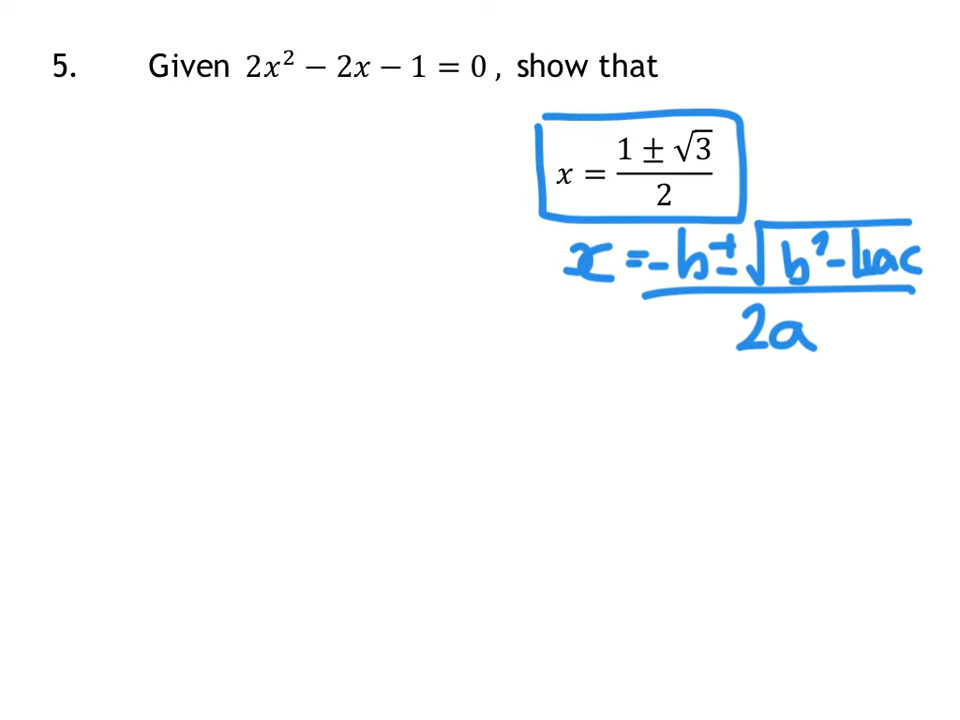 5. Given 2x² − 2x − 1 = 0 , show that
x = (1 ± √3) / 2
x = (-b ± √(b² - 4ac)) / 2a